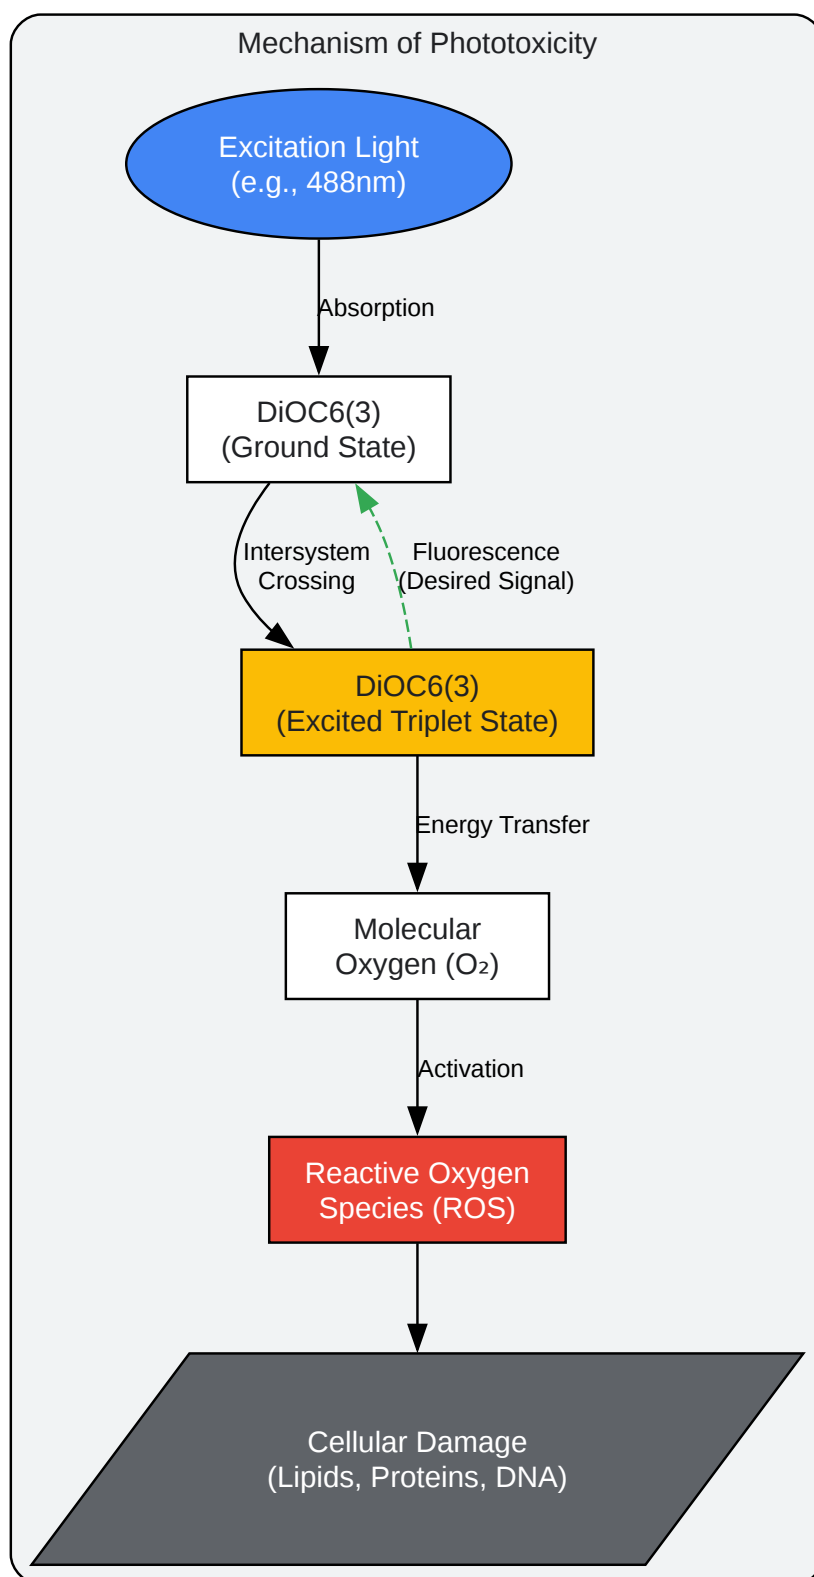 Mechanism of Phototoxicity
Excitation Light
(e.g., 488nm)
Absorption
DiOC6(3)
(Ground State)
Intersystem
Crossing
Fluorescence
(Desired Signal)
DiOC6(3)
(Excited Triplet State)
Energy Transfer
Molecular
Oxygen (O₂)
Activation
Reactive Oxygen
Species (ROS)
Cellular Damage
(Lipids, Proteins, DNA)